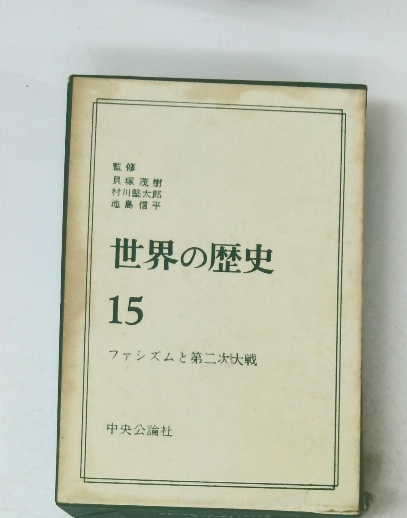 監修
貝塚茂樹
村川堅太郎
池島信平
世界の歴史
15
ファシズムと第二次大戦
中央公論社